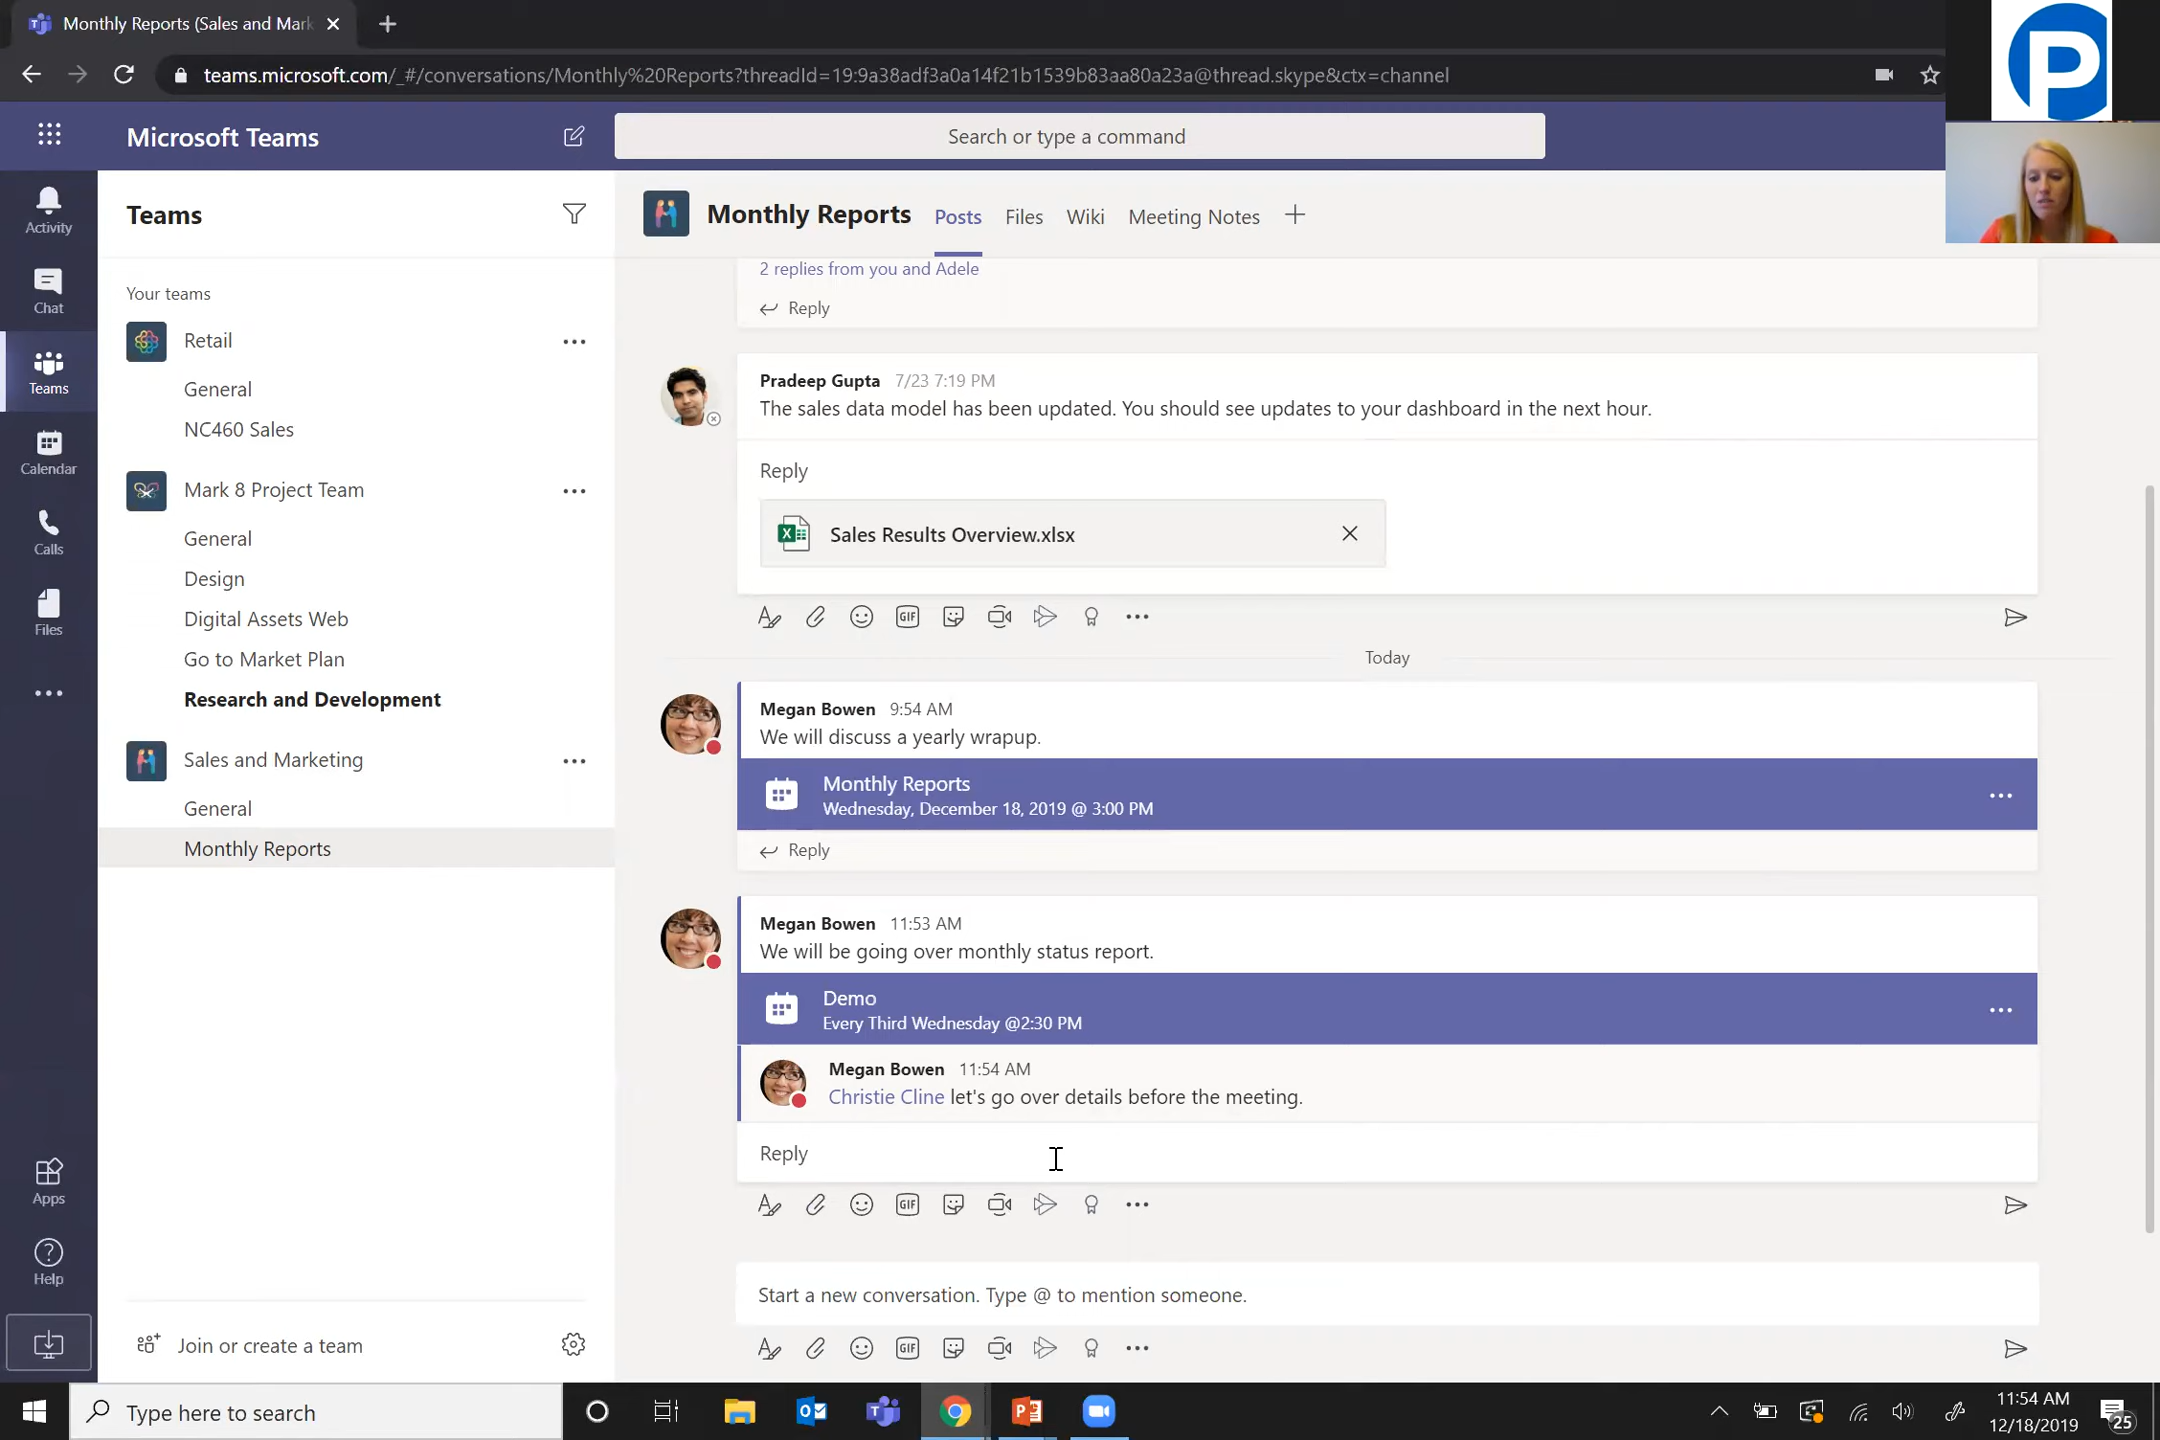 Monthly Reports (Sales and Mark
teams.microsoft.com/_#/conversations/Monthly%20Reports?threadId=19:9a38adf3a0a14f21b1539b83aa80a23a@thread.skype&ctx=channel
P
Microsoft Teams
Search or type a command
Activity
Chat
Teams
Calendar
Calls
Files
Apps
Help
Teams
Your teams
Retail
General
NC460 Sales
Mark 8 Project Team
General
Design
Digital Assets Web
Go to Market Plan
Research and Development
Sales and Marketing
General
Monthly Reports
Join or create a team
Monthly Reports Posts Files Wiki Meeting Notes
2 replies from you and Adele
Reply
Pradeep Gupta 7/23 7:19 PM
The sales data model has been updated. You should see updates to your dashboard in the next hour.
Reply
Sales Results Overview.xlsx
GIF
Today
Megan Bowen 9:54 AM
We will discuss a yearly wrapup.
Monthly Reports
Wednesday, December 18, 2019 @ 3:00 PM
Reply
Megan Bowen 11:53 AM
We will be going over monthly status report.
Demo
Every Third Wednesday @2:30 PM
Megan Bowen 11:54 AM
Christie Cline let's go over details before the meeting.
Reply
GIF
Start a new conversation. Type @ to mention someone.
GIF
Type here to search
11:54 AM
12/18/2019
25